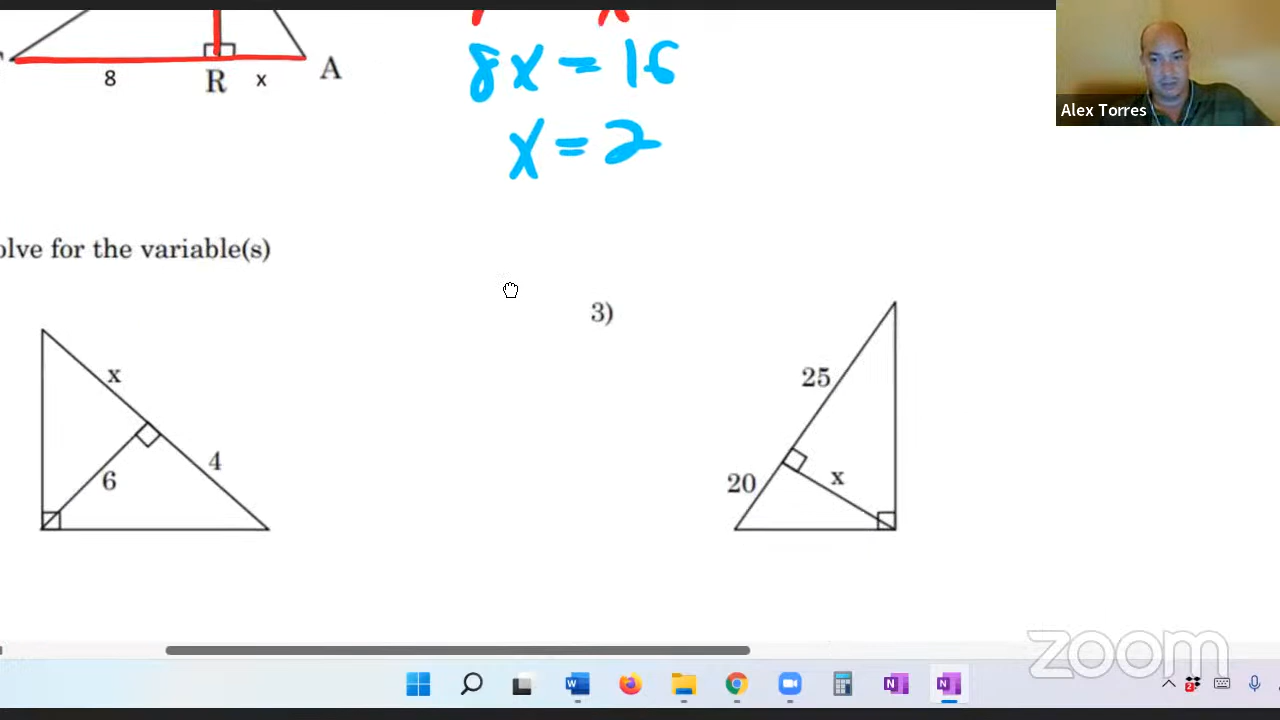 8x = 16
Alex Torres
8 R x A
x = 2
olve for the variable(s)
3)
x
25
4
6
20
x
zoom